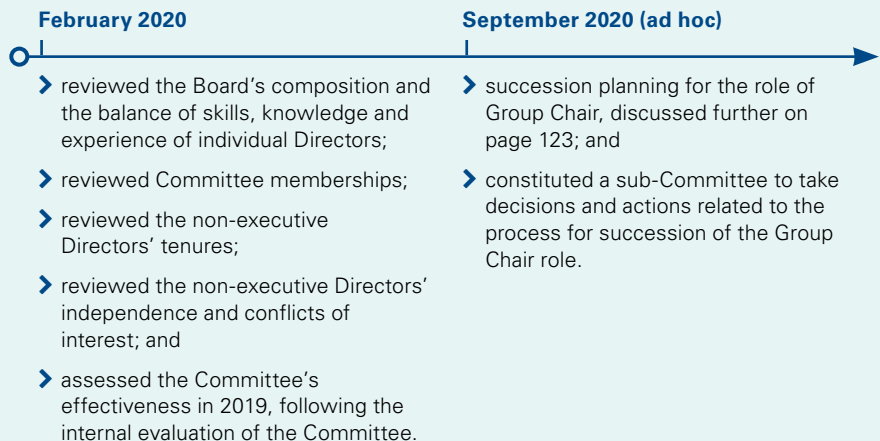 February 2020
reviewed the Board’s composition and
the balance of skills, knowledge and
experience of individual Directors;
reviewed Committee memberships;
reviewed the non-executive
Directors’ tenures;
reviewed the non-executive Directors’
independence and conflicts of
interest; and
assessed the Committee’s
effectiveness in 2019, following the
internal evaluation of the Committee.
September 2020 (ad hoc)
succession planning for the role of
Group Chair, discussed further on
page 123; and
constituted a sub-Committee to take
decisions and actions related to the
process for succession of the Group
Chair role.